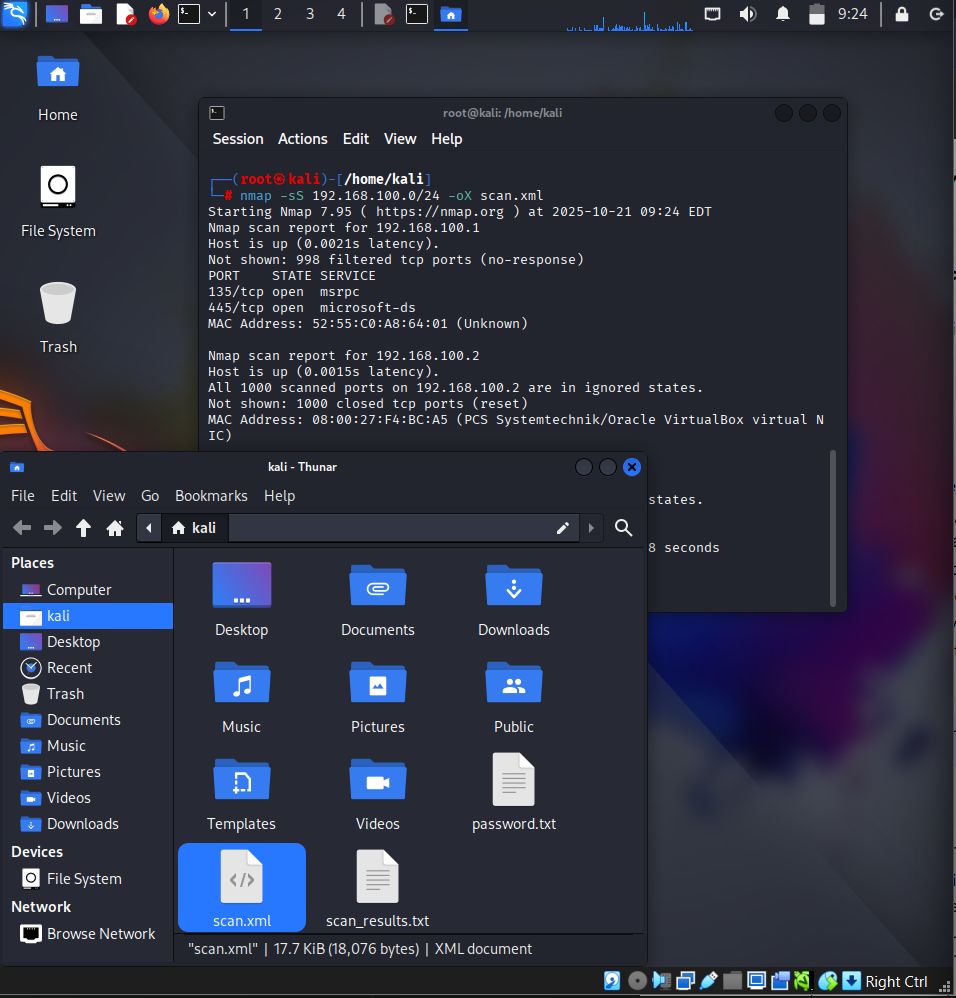 1 2 3 4 9:24
Home
File System
Trash
root@kali: /home/kali
Session Actions Edit View Help
┌──(root㉿kali)-[/home/kali]
└─# nmap -sS 192.168.100.0/24 -oX scan.xml
Starting Nmap 7.95 ( https://nmap.org ) at 2025-10-21 09:24 EDT
Nmap scan report for 192.168.100.1
Host is up (0.0021s latency).
Not shown: 998 filtered tcp ports (no-response)
PORT    STATE SERVICE
135/tcp open  msrpc
445/tcp open  microsoft-ds
MAC Address: 52:55:C0:A8:64:01 (Unknown)
Nmap scan report for 192.168.100.2
Host is up (0.0015s latency).
All 1000 scanned ports on 192.168.100.2 are in ignored states.
Not shown: 1000 closed tcp ports (reset)
MAC Address: 08:00:27:F4:BC:A5 (PCS Systemtechnik/Oracle VirtualBox virtual N
IC)
states.
8 seconds
kali - Thunar
File Edit View Go Bookmarks Help
kali
Places
Computer
kali
Desktop
Recent
Trash
Documents
Music
Pictures
Videos
Downloads
Devices
File System
Network
Browse Network
Desktop Documents Downloads
Music Pictures Public
Templates Videos password.txt
scan.xml scan_results.txt
"scan.xml" | 17.7 KiB (18,076 bytes) | XML document
Right Ctrl